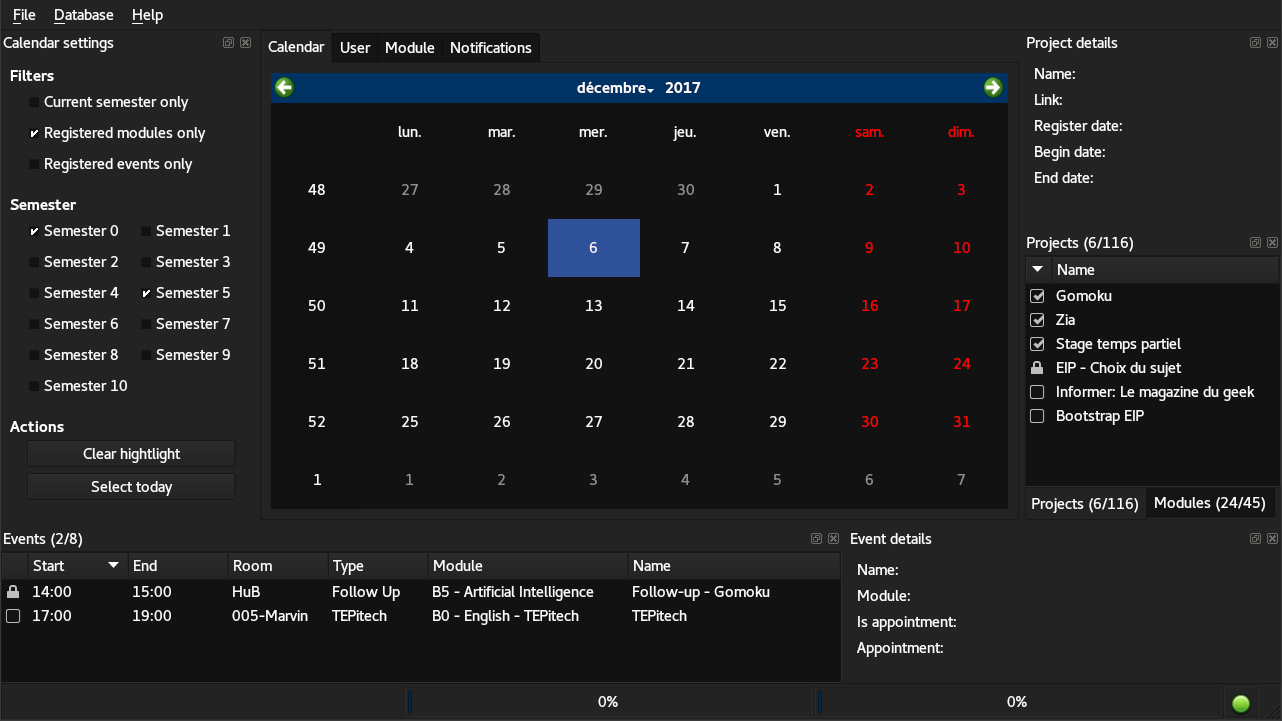 File Database Help
Calendar settings
Filters
Current semester only
Registered modules only
Registered events only
Semester
Semester 0 Semester 1
Semester 2 Semester 3
Semester 4 Semester 5
Semester 6 Semester 7
Semester 8 Semester 9
Semester 10
Actions
Clear hightlight
Select today
Calendar User Module Notifications
décembre 2017
lun. mar. mer. jeu. ven. sam. dim.
48 27 28 29 30 1 2 3
49 4 5 6 7 8 9 10
50 11 12 13 14 15 16 17
51 18 19 20 21 22 23 24
52 25 26 27 28 29 30 31
1 1 2 3 4 5 6 7
Project details
Name:
Link:
Register date:
Begin date:
End date:
Projects (6/116)
Name
Gomoku
Zia
Stage temps partiel
EIP - Choix du sujet
Informer: Le magazine du geek
Bootstrap EIP
Projects (6/116) Modules (24/45)
Events (2/8)
Start End Room Type Module Name
14:00 15:00 HuB Follow Up B5 - Artificial Intelligence Follow-up - Gomoku
17:00 19:00 005-Marvin TEPitech B0 - English - TEPitech TEPitech
Event details
Name:
Module:
Is appointment:
Appointment:
0% 0%